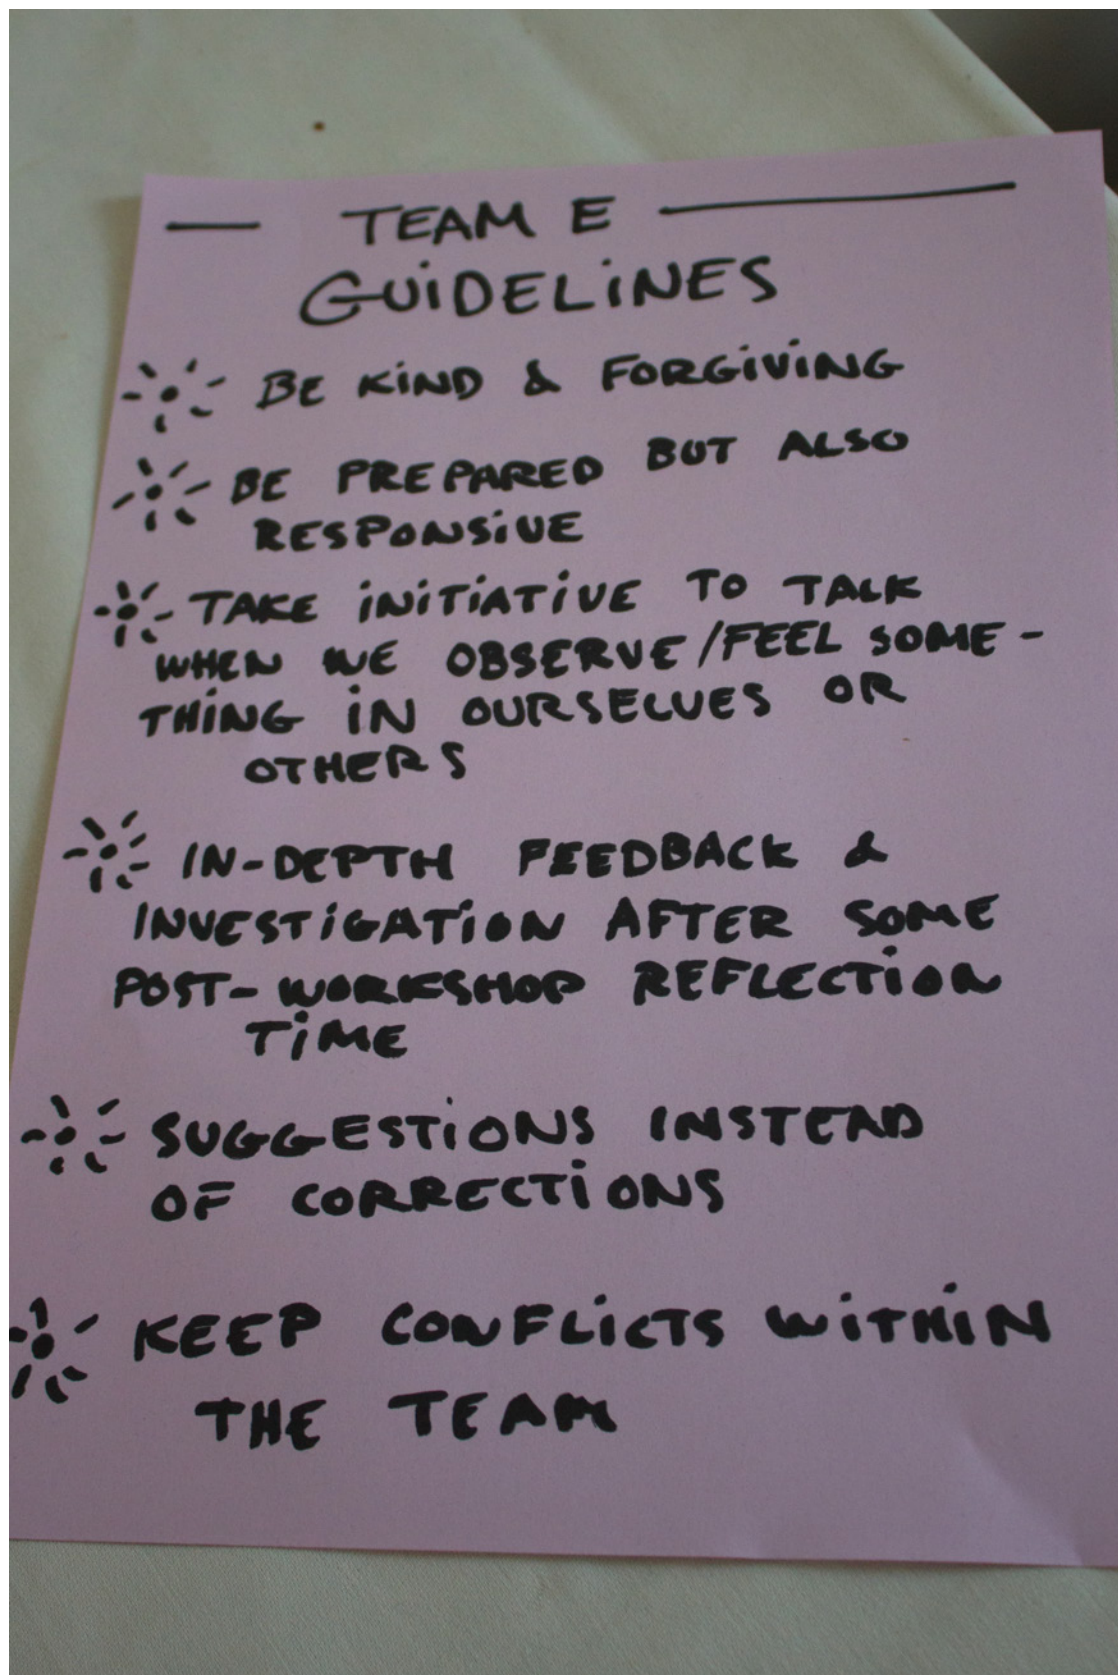 TEAM E
GUiDELiNES
BE KiND & FORGiViNG
BE PREPARED BUT ALSO
RESPONSiVE
TAKE iNiTiATiVE TO TALK
WHEN WE OBSERVE/FEEL SOME-
THiNG iN OURSELVES OR
OTHERS
IN-DEPTH FEEDBACK &
INVESTiGATiON AFTER SOME
POST-WORKSHOP REFLECTiON
TiME
SUGGESTiONS INSTEAD
OF CORRECTiONS
KEEP CONFLiCTS WiTHiN
THE TEAM